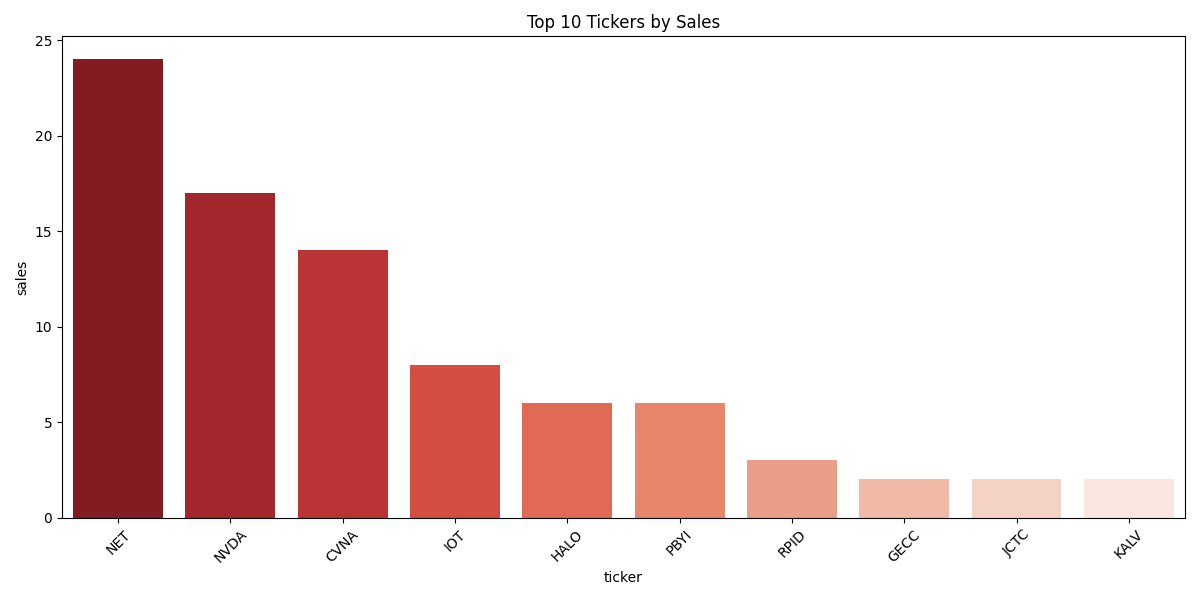 Top 10 Tickers by Sales
25
20
15
10
5
0
sales
NET
NVDA
CVNA
IOT
HALO
PBYI
RPID
GECC
JCTC
KALV
ticker